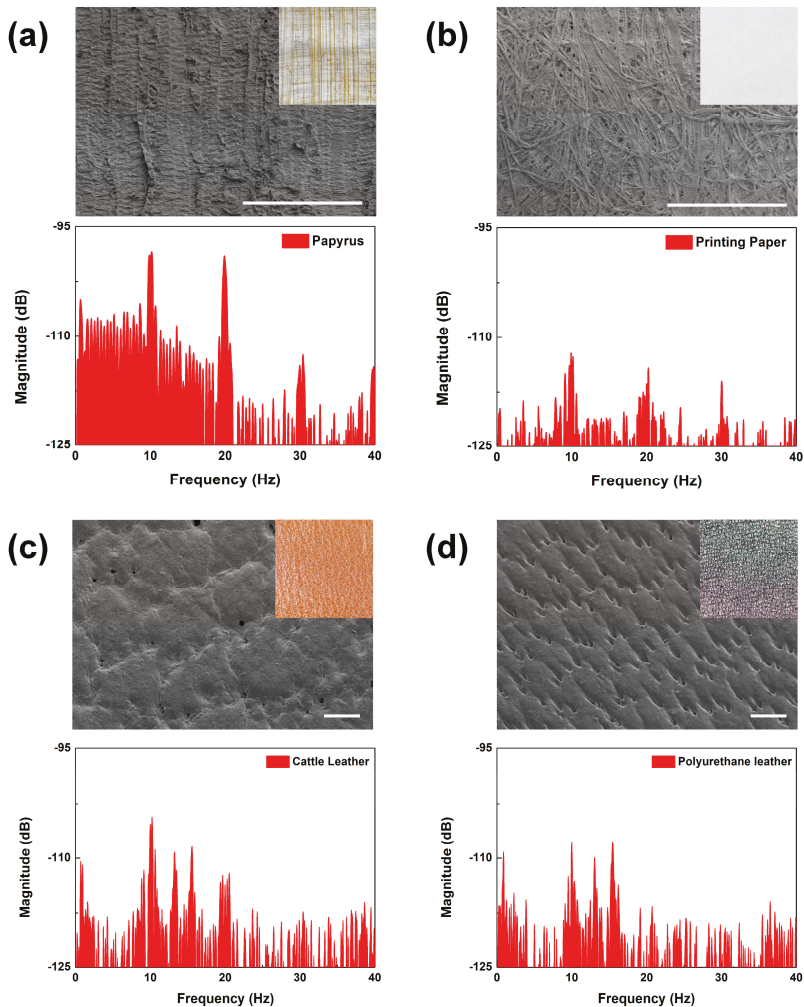 (a)
(b)
-95
Papyrus
-110
-125
Magnitude (dB)
0 10 20 30 40
Frequency (Hz)
-95
Printing Paper
-110
-125
Magnitude (dB)
0 10 20 30 40
Frequency (Hz)
(c)
(d)
-95
Cattle Leather
-110
-125
Magnitude (dB)
0 10 20 30 40
Frequency (Hz)
-95
Polyurethane leather
-110
-125
Magnitude (dB)
0 10 20 30 40
Frequency (Hz)